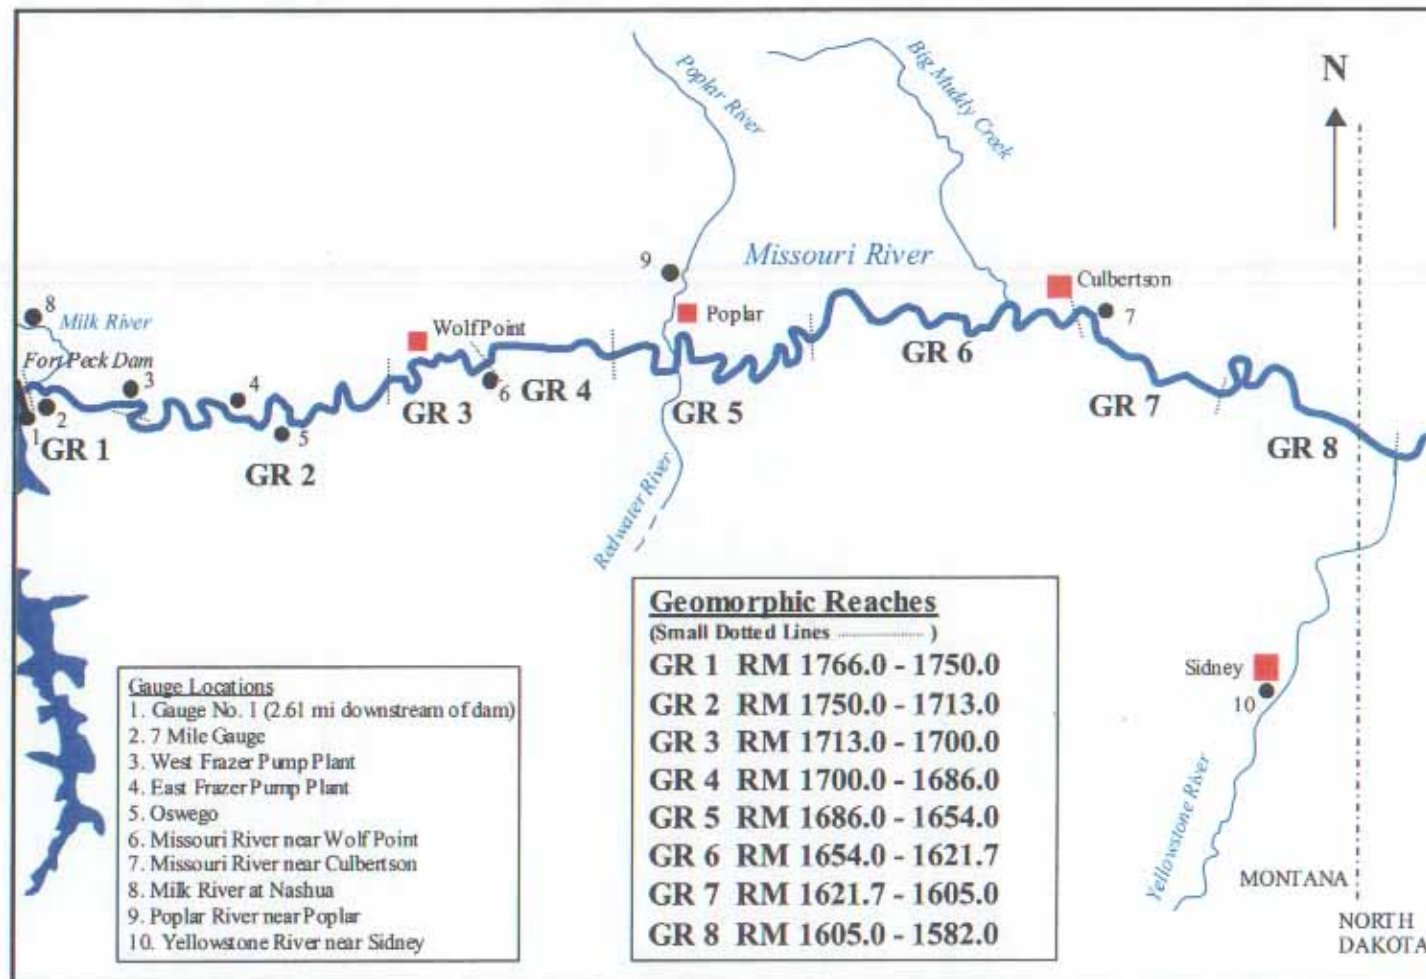 Poplar River
Big Muddy Creek
N
9
Missouri River
Culbertson
8
Milk River
Poplar
7
WolfPoint
Fort Peck Dam
GR 6
3
4
6
GR 4
2
GR 3
GR 5
GR 7
1
GR 1
5
GR 2
GR 8
Redwater River
Geomorphic Reaches
(Small Dotted Lines ................ )
GR 1 RM 1766.0 - 1750.0
GR 2 RM 1750.0 - 1713.0
GR 3 RM 1713.0 - 1700.0
GR 4 RM 1700.0 - 1686.0
GR 5 RM 1686.0 - 1654.0
GR 6 RM 1654.0 - 1621.7
GR 7 RM 1621.7 - 1605.0
GR 8 RM 1605.0 - 1582.0
Gauge Locations
1. Gauge No. 1 (2.61 mi downstream of dam)
2. 7 Mile Gauge
3. West Frazer Pump Plant
4. East Frazer Pump Plant
5. Oswego
6. Missouri River near Wolf Point
7. Missouri River near Culbertson
8. Milk River at Nashua
9. Poplar River near Poplar
10. Yellowstone River near Sidney
Sidney
10
Yellowstone River
MONTANA
NORTH
DAKOTA